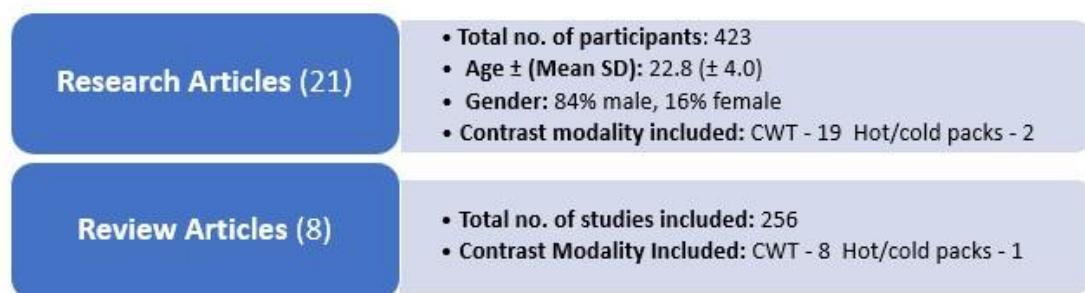 Research Articles (21)
• Total no. of participants: 423
• Age ± (Mean SD): 22.8 (± 4.0)
• Gender: 84% male, 16% female
• Contrast modality included: CWT - 19 Hot/cold packs - 2
Review Articles (8)
• Total no. of studies included: 256
• Contrast Modality Included: CWT - 8 Hot/cold packs - 1